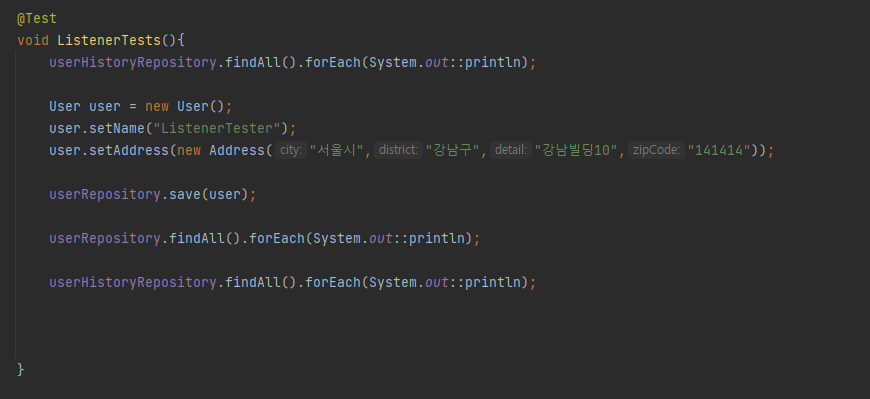 @Test
void ListenerTests(){
userHistoryRepository.findAll().forEach(System.out::println);
User user = new User();
user.setName("ListenerTester");
user.setAddress(new Address( city: "서울시", district: "강남구", detail: "강남빌딩10", zipCode: "141414"));
userRepository.save(user);
userRepository.findAll().forEach(System.out::println);
userHistoryRepository.findAll().forEach(System.out::println);
}